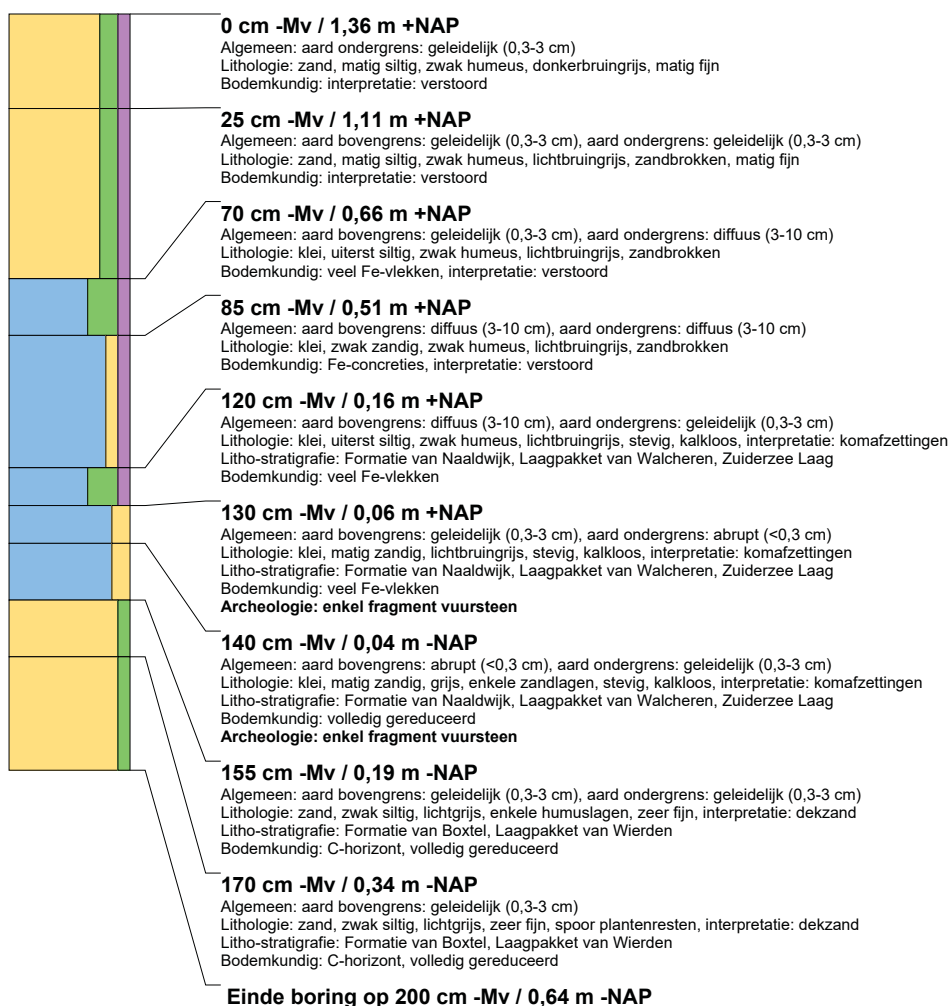 0 cm -Mv / 1,36 m +NAP
Algemeen: aard ondergrens: geleidelijk (0,3-3 cm)
Lithologie: zand, matig siltig, zwak humeus, donkerbruingrijs, matig fijn
Bodemkundig: interpretatie: verstoord
25 cm -Mv / 1,11 m +NAP
Algemeen: aard bovengrens: geleidelijk (0,3-3 cm), aard ondergrens: geleidelijk (0,3-3 cm)
Lithologie: zand, matig siltig, zwak humeus, lichtbruingrijs, zandbrokken, matig fijn
Bodemkundig: interpretatie: verstoord
70 cm -Mv / 0,66 m +NAP
Algemeen: aard bovengrens: geleidelijk (0,3-3 cm), aard ondergrens: diffuus (3-10 cm)
Lithologie: klei, uiterst siltig, zwak humeus, lichtbruingrijs, zandbrokken
Bodemkundig: veel Fe-vlekken, interpretatie: verstoord
85 cm -Mv / 0,51 m +NAP
Algemeen: aard bovengrens: diffuus (3-10 cm), aard ondergrens: diffuus (3-10 cm)
Lithologie: klei, zwak zandig, zwak humeus, lichtbruingrijs, zandbrokken
Bodemkundig: Fe-concreties, interpretatie: verstoord
120 cm -Mv / 0,16 m +NAP
Algemeen: aard bovengrens: diffuus (3-10 cm), aard ondergrens: geleidelijk (0,3-3 cm)
Lithologie: klei, uiterst siltig, zwak humeus, lichtbruingrijs, stevig, kalkloos, interpretatie: komafzettingen
Litho-stratigrafie: Formatie van Naaldwijk, Laagpakket van Walcheren, Zuiderzee Laag
Bodemkundig: veel Fe-vlekken
130 cm -Mv / 0,06 m +NAP
Algemeen: aard bovengrens: geleidelijk (0,3-3 cm), aard ondergrens: abrupt (<0,3 cm)
Lithologie: klei, matig zandig, lichtbruingrijs, stevig, kalkloos, interpretatie: komafzettingen
Litho-stratigrafie: Formatie van Naaldwijk, Laagpakket van Walcheren, Zuiderzee Laag
Bodemkundig: veel Fe-vlekken
Archeologie: enkel fragment vuursteen
140 cm -Mv / 0,04 m -NAP
Algemeen: aard bovengrens: abrupt (<0,3 cm), aard ondergrens: geleidelijk (0,3-3 cm)
Lithologie: klei, matig zandig, grijs, enkele zandlagen, stevig, kalkloos, interpretatie: komafzettingen
Litho-stratigrafie: Formatie van Naaldwijk, Laagpakket van Walcheren, Zuiderzee Laag
Bodemkundig: volledig gereduceerd
Archeologie: enkel fragment vuursteen
155 cm -Mv / 0,19 m -NAP
Algemeen: aard bovengrens: geleidelijk (0,3-3 cm), aard ondergrens: geleidelijk (0,3-3 cm)
Lithologie: zand, zwak siltig, lichtgrijs, enkele humuslagen, zeer fijn, interpretatie: dekzand
Litho-stratigrafie: Formatie van Boxtel, Laagpakket van Wierden
Bodemkundig: C-horizont, volledig gereduceerd
170 cm -Mv / 0,34 m -NAP
Algemeen: aard bovengrens: geleidelijk (0,3-3 cm)
Lithologie: zand, zwak siltig, lichtgrijs, zeer fijn, spoor plantenresten, interpretatie: dekzand
Litho-stratigrafie: Formatie van Boxtel, Laagpakket van Wierden
Bodemkundig: C-horizont, volledig gereduceerd
Einde boring op 200 cm -Mv / 0,64 m -NAP